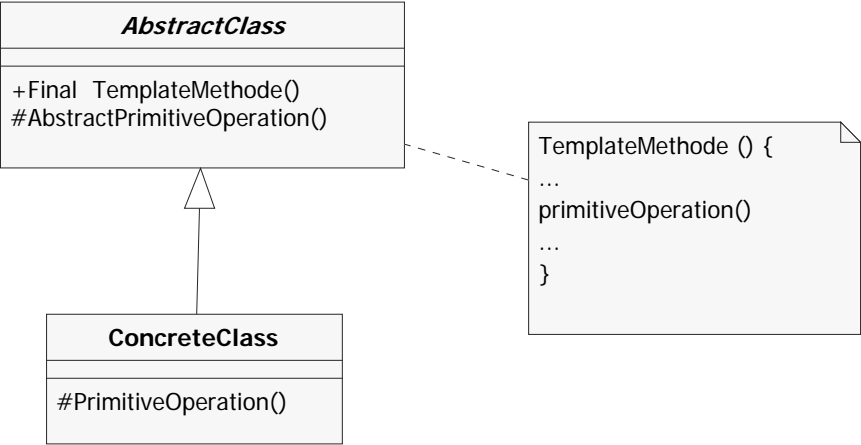 AbstractClass
+Final TemplateMethode()
#AbstractPrimitiveOperation()
TemplateMethode () {
...
primitiveOperation()
...
}
ConcreteClass
#PrimitiveOperation()